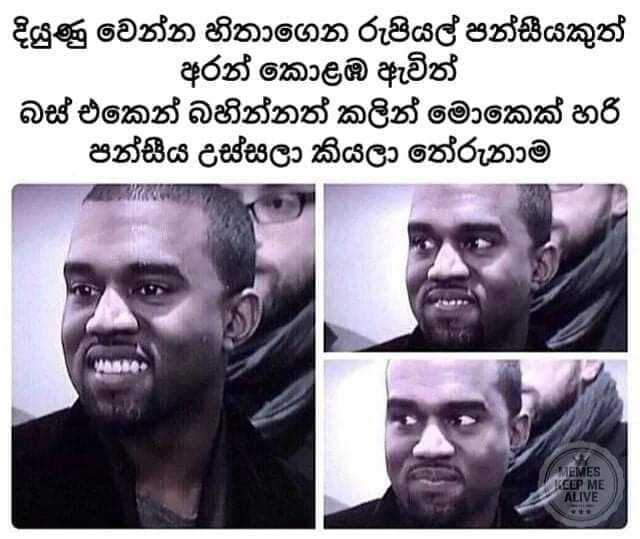 දියුණු වෙන්න හිතාගෙන රුපියල් පන්සීයකුත්
අරන් කොළඹ ඇවිත්
බස් එකෙන් බහින්නත් කලින් මොකෙක් හරි
පන්සීය උස්සලා කියලා තේරුනාම
MEMES
KEEP ME
ALIVE